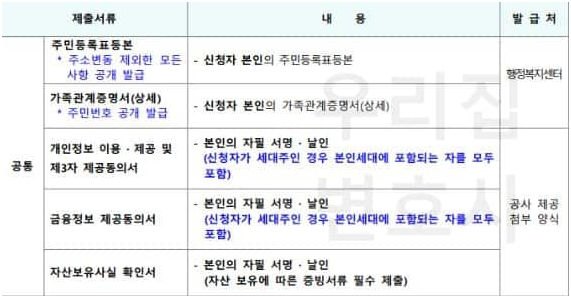 제출서류 내 용 발 급 처
주민등록표등본
* 주소변동 제외한 모든
사항 공개 발급
- 신청자 본인의 주민등록표등본
행정복지센터
가족관계증명서(상세)
* 주민번호 공개 발급
- 신청자 본인의 가족관계증명서(상세)
공통
개인정보 이용·제공 및
제3자 제공동의서
- 본인의 자필 서명·날인
(신청자가 세대주인 경우 본인세대에 포함되는 자를 모두
포함)
공사 제공
첨부 양식
금융정보 제공동의서
- 본인의 자필 서명·날인
(신청자가 세대주인 경우 본인세대에 포함되는 자를 모두
포함)
자산보유사실 확인서
- 본인의 자필 서명·날인
(자산 보유에 따른 증빙서류 필수 제출)
우리집
변호사